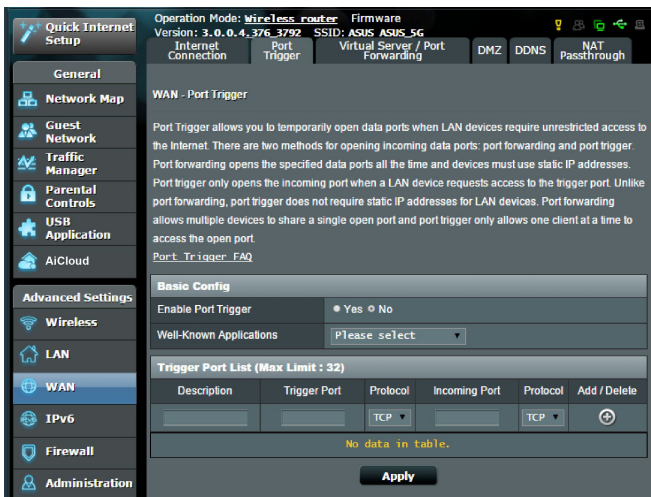 Quick Internet
Setup
Operation Mode: Wireless router Firmware
Version: 3.0.0.4_376_3792 SSID: ASUS ASUS_5G
Internet
Connection
Port
Trigger
Virtual Server / Port
Forwarding
DMZ
DDNS
NAT
Passthrough
General
Network Map
Guest
Network
Traffic
Manager
Parental
Controls
USB
Application
AiCloud
Advanced Settings
Wireless
LAN
WAN
IPv6
Firewall
Administration
WAN - Port Trigger
Port Trigger allows you to temporarily open data ports when LAN devices require unrestricted access to
the Internet. There are two methods for opening incoming data ports: port forwarding and port trigger.
Port forwarding opens the specified data ports all the time and devices must use static IP addresses.
Port trigger only opens the incoming port when a LAN device requests access to the trigger port. Unlike
port forwarding, port trigger does not require static IP addresses for LAN devices. Port forwarding
allows multiple devices to share a single open port and port trigger only allows one client at a time to
access the open port.
Port Trigger FAQ
Basic Config
Enable Port Trigger
Yes No
Well-Known Applications
Please select
Trigger Port List (Max Limit : 32)
Description Trigger Port Protocol Incoming Port Protocol Add / Delete
TCP TCP
No data in table.
Apply